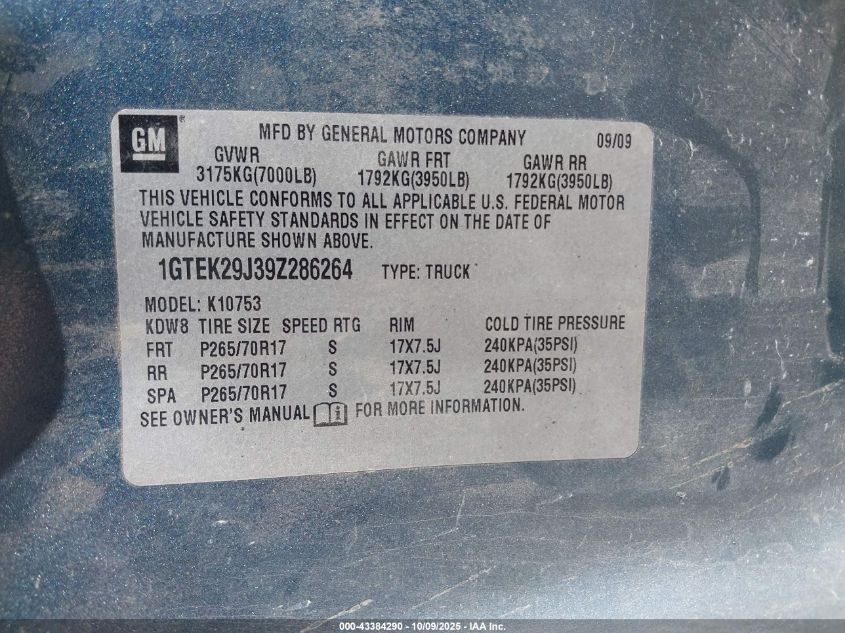 GM ®
MFD BY GENERAL MOTORS COMPANY 09/09
GVWR GAWR FRT GAWR RR
3175KG(7000LB) 1792KG(3950LB) 1792KG(3950LB)
THIS VEHICLE CONFORMS TO ALL APPLICABLE U.S. FEDERAL MOTOR
VEHICLE SAFETY STANDARDS IN EFFECT ON THE DATE OF
MANUFACTURE SHOWN ABOVE.
1GTEK29J39Z286264 TYPE: TRUCK
MODEL: K10753
KDW8 TIRE SIZE SPEED RTG RIM COLD TIRE PRESSURE
FRT P265/70R17 S 17X7.5J 240KPA(35PSI)
RR P265/70R17 S 17X7.5J 240KPA(35PSI)
SPA P265/70R17 S 17X7.5J 240KPA(35PSI)
SEE OWNER'S MANUAL i FOR MORE INFORMATION.
000-43384290 - 10/09/2025 - IAA Inc.